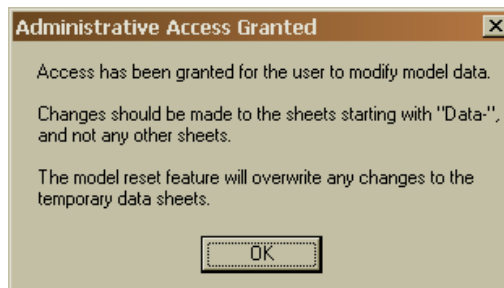 Administrative Access Granted
Access has been granted for the user to modify model data.
Changes should be made to the sheets starting with "Data-",
and not any other sheets.
The model reset feature will overwrite any changes to the
temporary data sheets.
OK